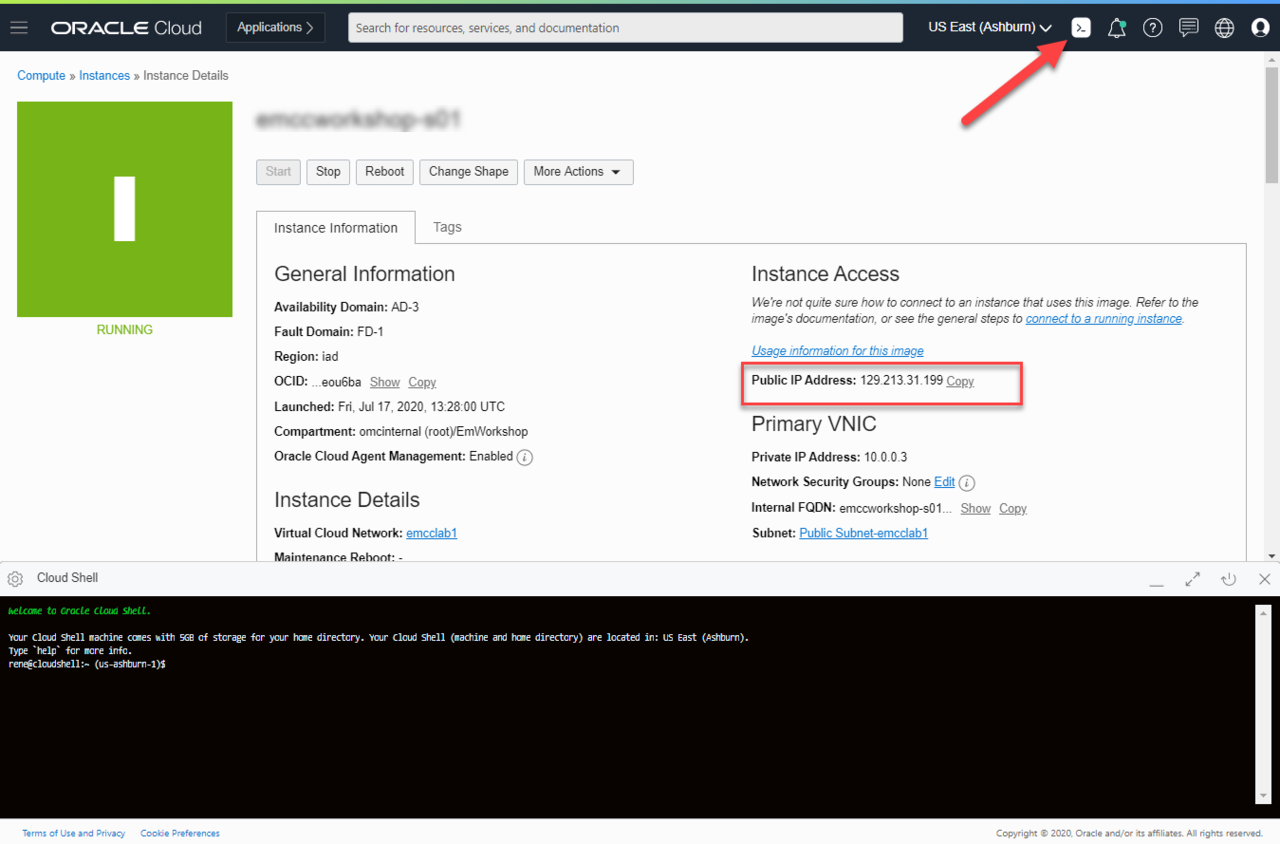 ORACLE Cloud
Applications
Search for resources, services, and documentation
US East (Ashburn)
Compute » Instances » Instance Details
emccworkshop-s01
Start
Stop
Reboot
Change Shape
More Actions
RUNNING
Instance Information
Tags
General Information
Availability Domain: AD-3
Fault Domain: FD-1
Region: iad
OCID: ...eou6ba Show Copy
Launched: Fri, Jul 17, 2020, 13:28:00 UTC
Compartment: omcinternal (root)/EmWorkshop
Oracle Cloud Agent Management: Enabled
Instance Details
Virtual Cloud Network: emcclab1
Maintenance Reboot: -
Instance Access
We're not quite sure how to connect to an instance that uses this image. Refer to the
image's documentation, or see the general steps to connect to a running instance.
Usage information for this image
Public IP Address: 129.213.31.199 Copy
Primary VNIC
Private IP Address: 10.0.0.3
Network Security Groups: None Edit
Internal FQDN: emccworkshop-s01... Show Copy
Subnet: Public Subnet-emcclab1
Cloud Shell
Welcome to Oracle Cloud Shell.
Your Cloud Shell machine comes with 5GB of storage for your home directory. Your Cloud Shell (machine and home directory) are located in: US East (Ashburn).
Type `help` for more info.
rene@cloudshell:~ (us-ashburn-1)$
Terms of Use and Privacy
Cookie Preferences
Copyright © 2020, Oracle and/or its affiliates. All rights reserved.